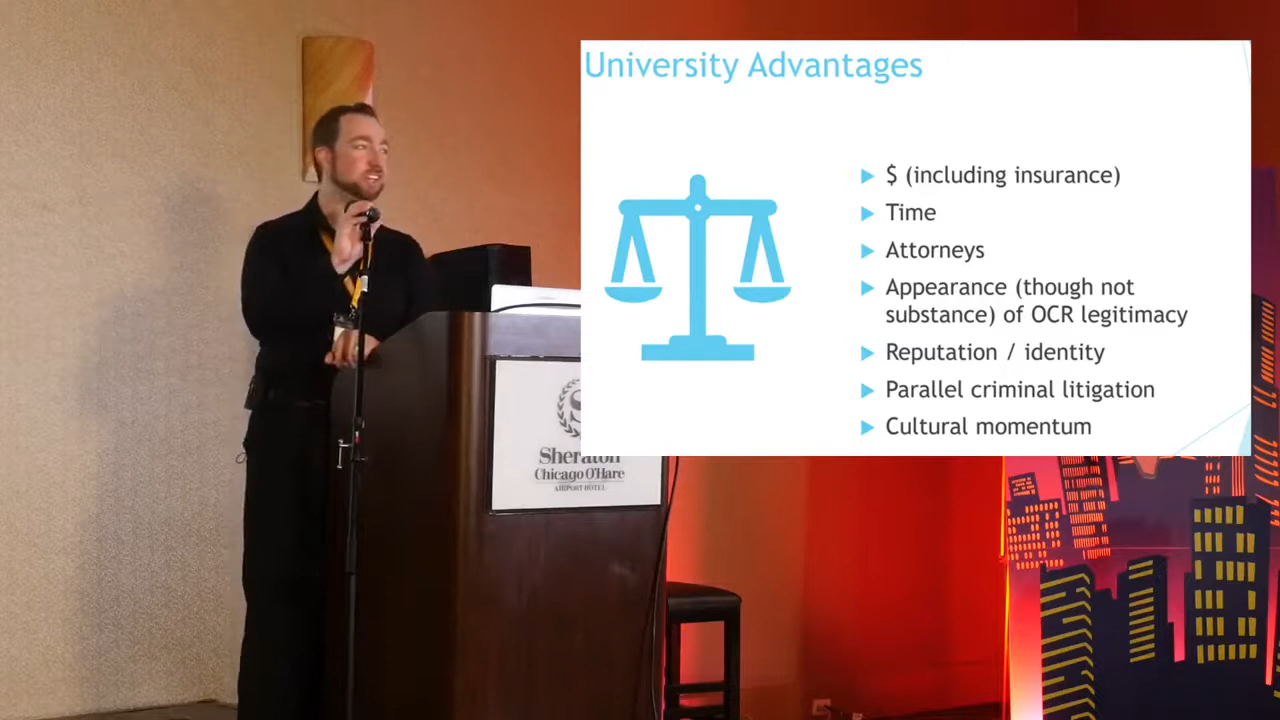 University Advantages
$ (including insurance)
Time
Attorneys
Appearance (though not
substance) of OCR legitimacy
Reputation / identity
Parallel criminal litigation
Cultural momentum
Sheraton
Chicago O'Hare
AIRPORT HOTEL